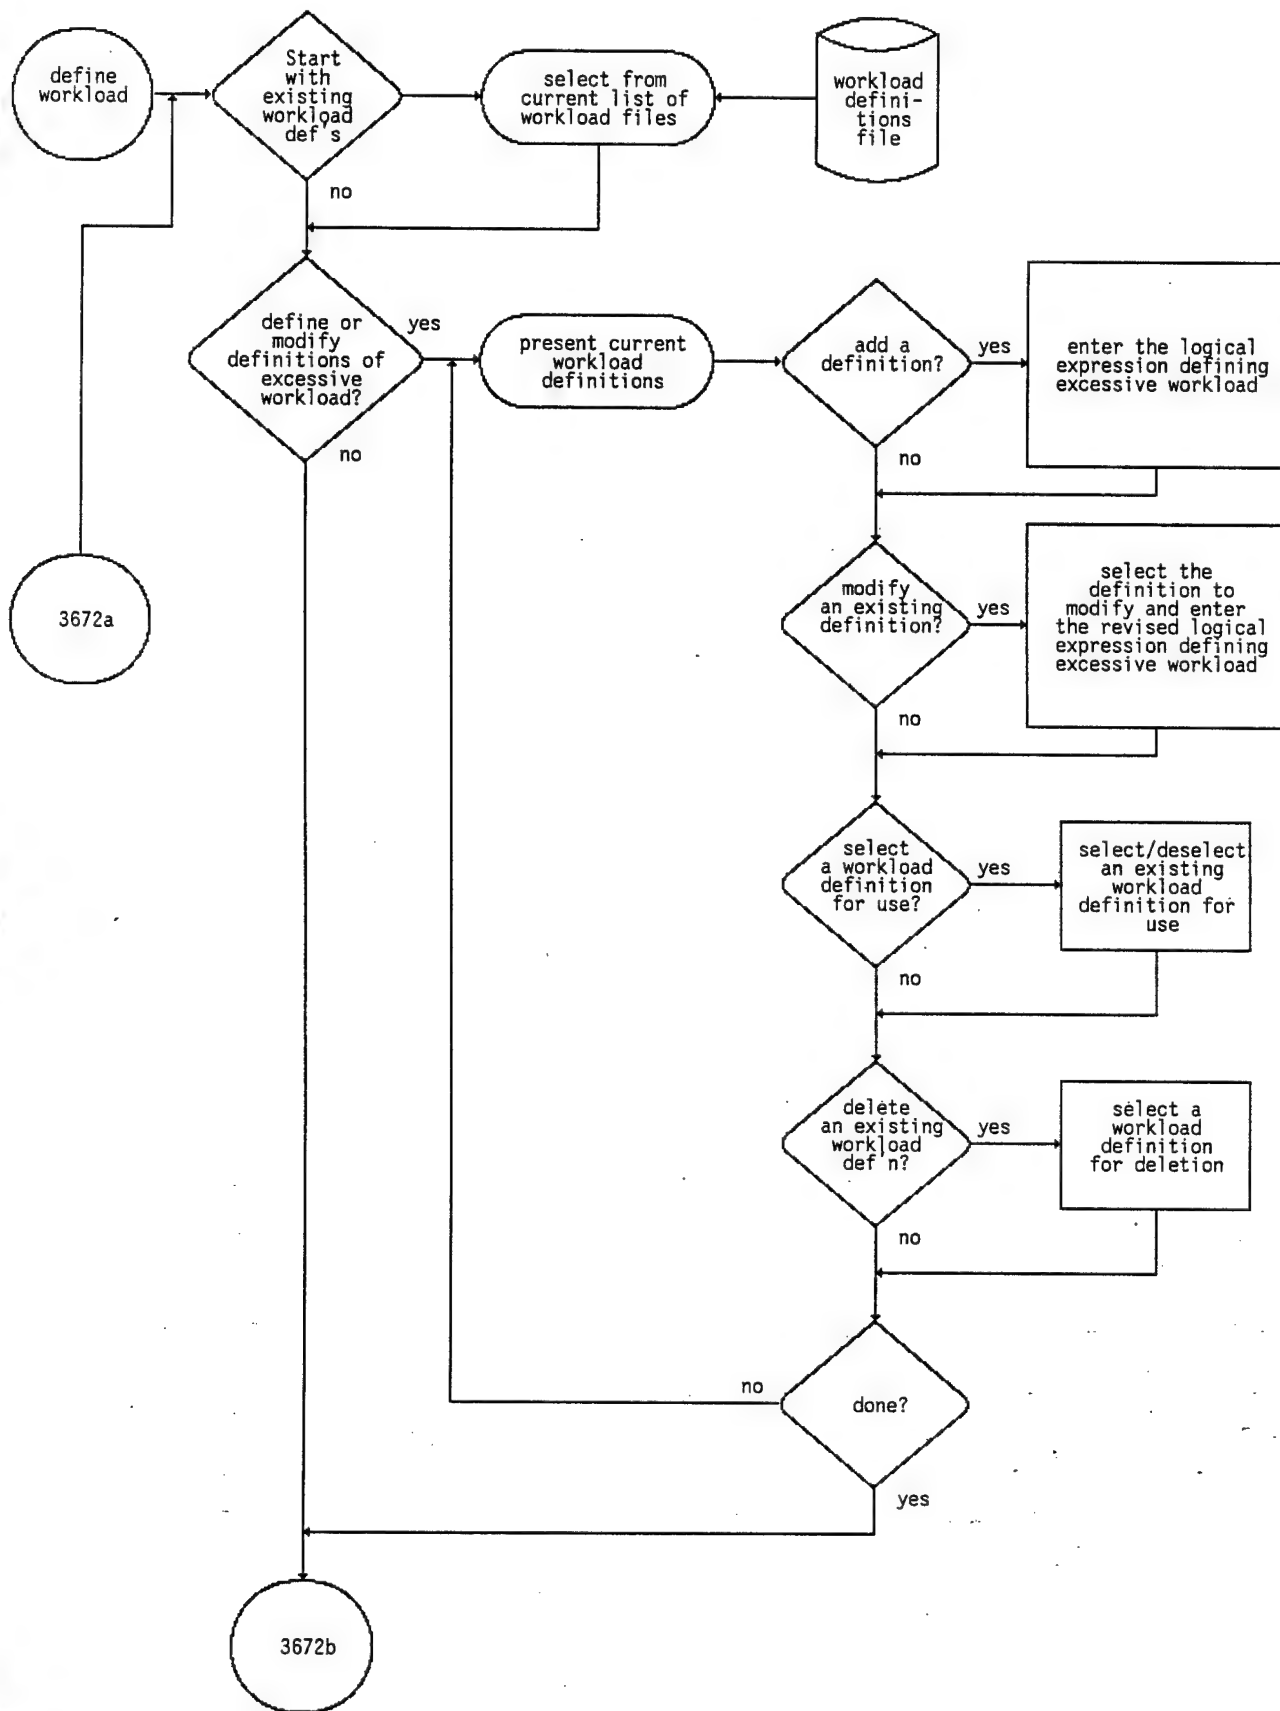 define
workload
Start
with
existing
workload
def's
select from
current list of
workload files
workload
defini-
tions
file
no
define or
modify
definitions of
excessive
workload?
yes
present current
workload
definitions
add a
definition?
yes
enter the logical
expression defining
excessive workload
no
no
3672a
modify
an existing
definition?
yes
select the
definition to
modify and enter
the revised logical
expression defining
excessive workload
no
select
a workload
definition
for use?
yes
select/deselect
an existing
workload
definition for
use
no
delete
an existing
workload
def'n?
yes
select a
workload
definition
for deletion
no
no
done?
yes
3672b